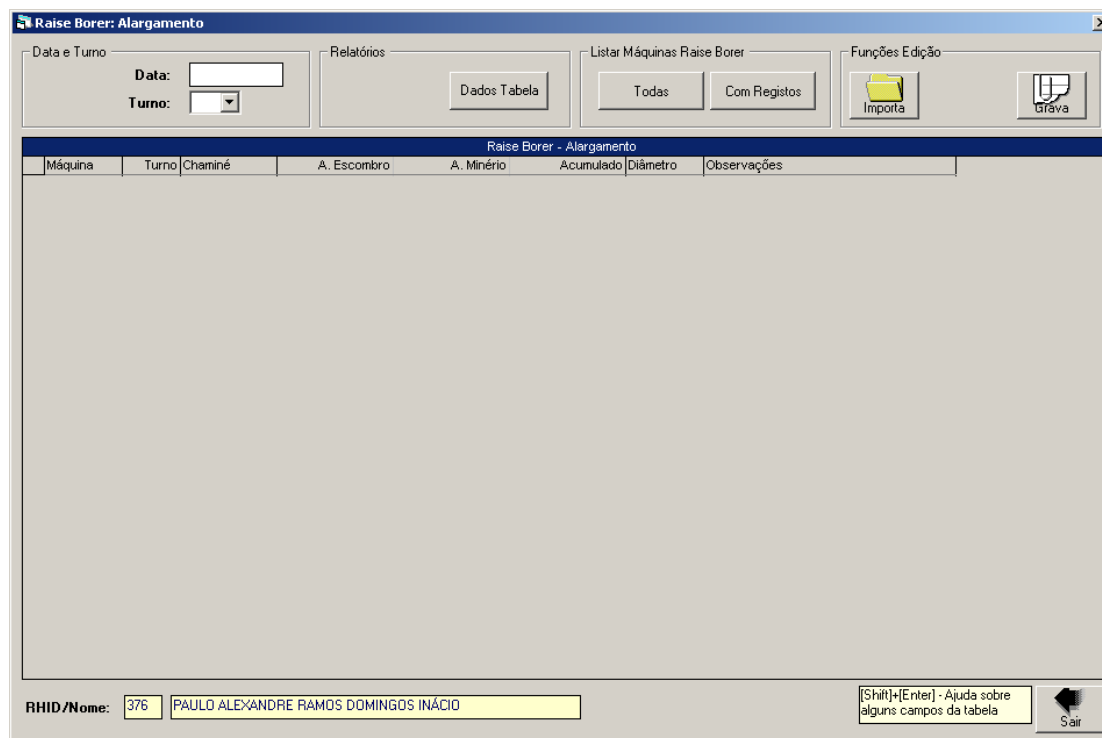 Raise Borer: Alargamento
Data e Turno
Data:
Turno:
Relatórios
Dados Tabela
Listar Máquinas Raise Borer
Todas
Com Registos
Funções Edição
Importa
Grava
Raise Borer - Alargamento
Máquina Turno Chaminé A. Escombro A. Minério Acumulado Diâmetro Observações
RHID/Nome: 376 PAULO ALEXANDRE RAMOS DOMINGOS INÁCIO
[Shift]+[Enter] - Ajuda sobre
alguns campos da tabela
Sair